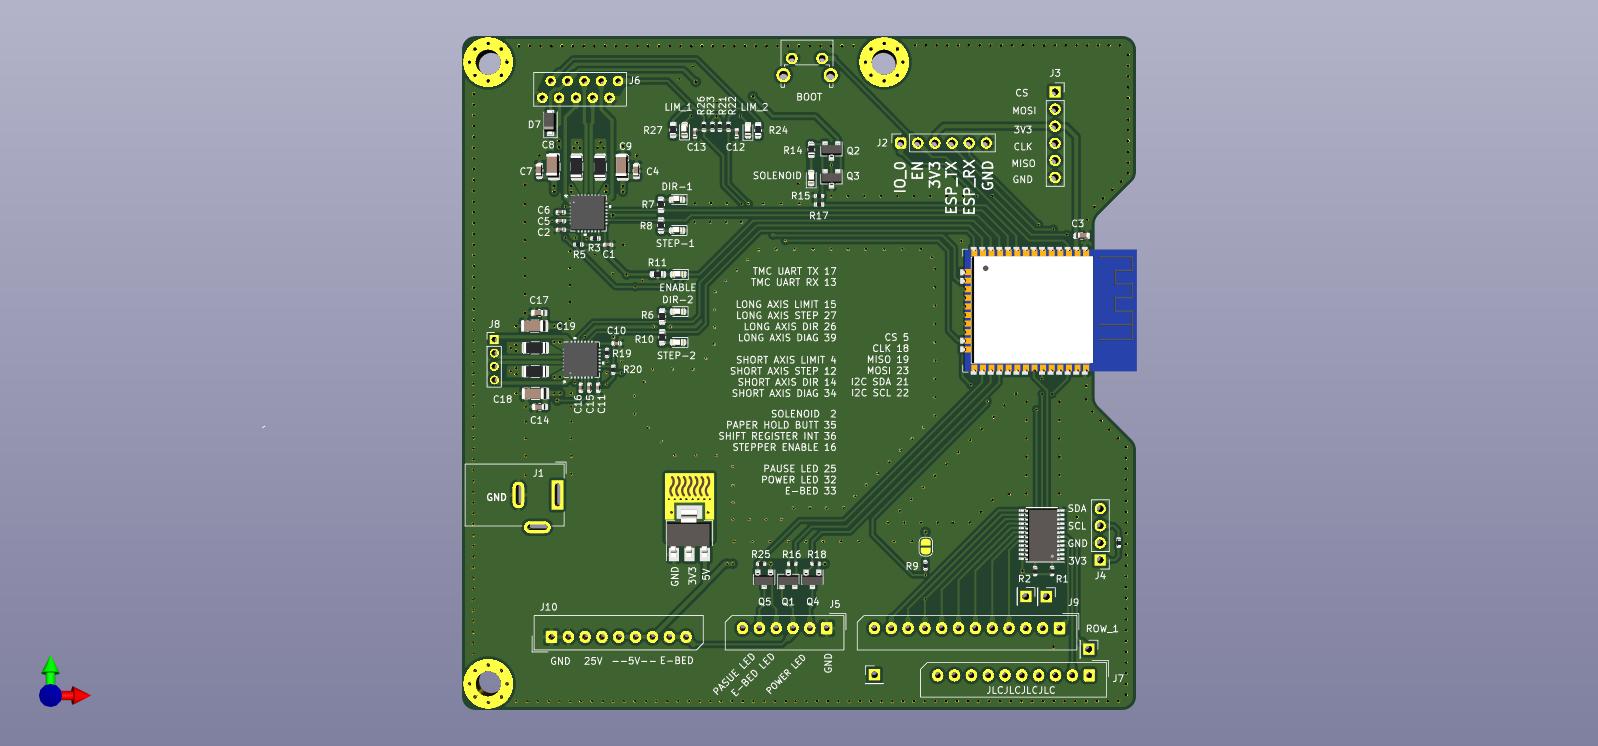 J6
BOOT
J3
CS
MOSI
3V3
CLK
MISO
GND
LIM_1
R26
R23
R21
R22
LIM_2
R27
R24
C13
C12
D7
C8
C9
C7
C4
R14
Q2
SOLENOID
Q3
R15
R17
J2
IO_0
EN
3V3
ESP_TX
ESP_RX
GND
DIR-1
R7
C6
C5
C2
R8
STEP-1
R3
R5
C1
C3
R11
ENABLE
DIR-2
R6
R10
STEP-2
C17
C19
J8
C10
R19
R20
C18
C14
C16
C15
C11
TMC UART TX 17
TMC UART RX 13
LONG AXIS LIMIT 15
LONG AXIS STEP 27
LONG AXIS DIR 26
LONG AXIS DIAG 39
SHORT AXIS LIMIT 4
SHORT AXIS STEP 12
SHORT AXIS DIR 14
SHORT AXIS DIAG 34
CS 5
CLK 18
MISO 19
MOSI 23
I2C SDA 21
I2C SCL 22
SOLENOID 2
PAPER HOLD BUTT 35
SHIFT REGISTER INT 36
STEPPER ENABLE 16
PAUSE LED 25
POWER LED 32
E-BED 33
J1
GND
GND
3V3
5V
SDA
SCL
GND
3V3
J4
R25
R16
R18
R9
R2
R1
Q5
Q1
Q4
J10
J5
J9
ROW_1
GND
25V
--5V--
E-BED
PASUE LED
E-BED LED
POWER LED
GND
J7
JLCJLCJLCJLC